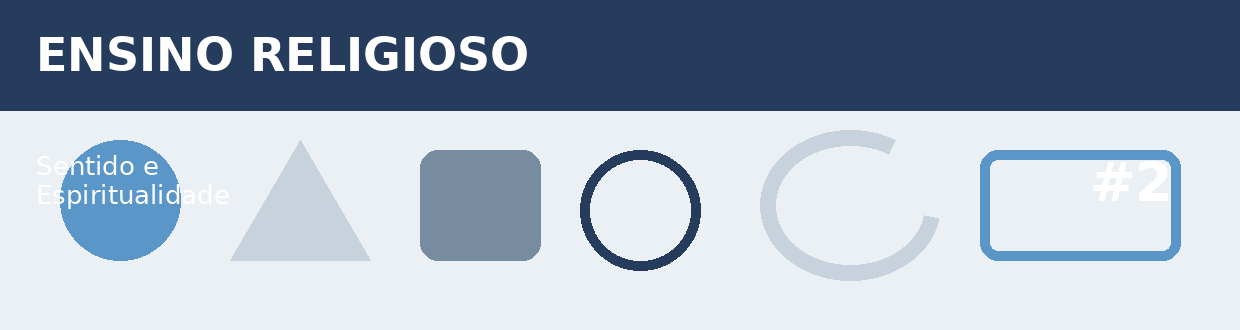 ENSINO RELIGIOSO
Sentido e
Espiritualidade
#2